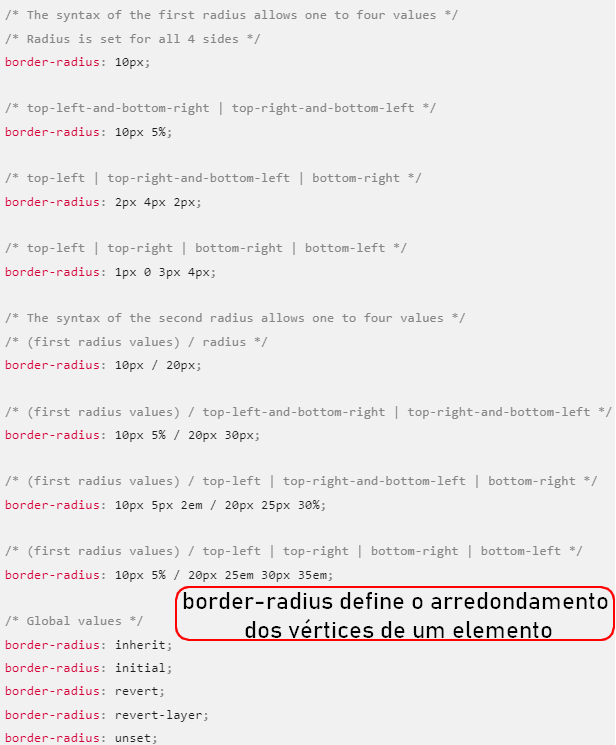 /* The syntax of the first radius allows one to four values */
/* Radius is set for all 4 sides */
border-radius: 10px;
/* top-left-and-bottom-right | top-right-and-bottom-left */
border-radius: 10px 5%;
/* top-left | top-right-and-bottom-left | bottom-right */
border-radius: 2px 4px 2px;
/* top-left | top-right | bottom-right | bottom-left */
border-radius: 1px 0 3px 4px;
/* The syntax of the second radius allows one to four values */
/* (first radius values) / radius */
border-radius: 10px / 20px;
/* (first radius values) / top-left-and-bottom-right | top-right-and-bottom-left */
border-radius: 10px 5% / 20px 30px;
/* (first radius values) / top-left | top-right-and-bottom-left | bottom-right */
border-radius: 10px 5px 2em / 20px 25px 30%;
/* (first radius values) / top-left | top-right | bottom-right | bottom-left */
border-radius: 10px 5% / 20px 25em 30px 35em;
border-radius define o arredondamento
dos vértices de um elemento
/* Global values */
border-radius: inherit;
border-radius: initial;
border-radius: revert;
border-radius: revert-layer;
border-radius: unset;